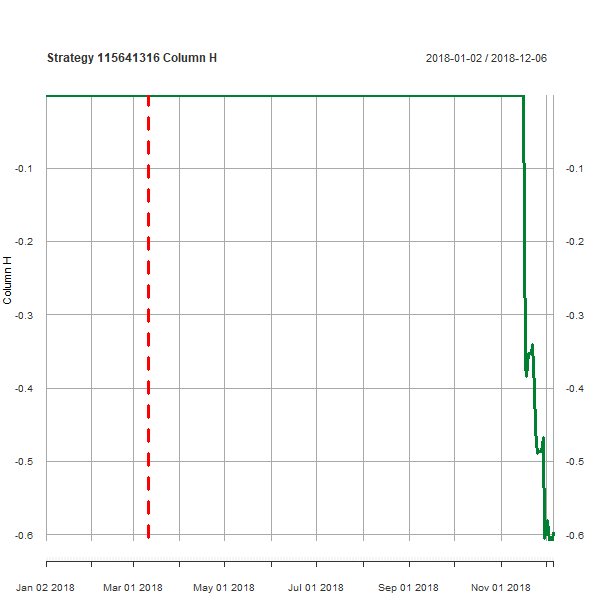 Strategy 115641316 Column H
2018-01-02 / 2018-12-06
-0.1
-0.1
-0.2
-0.2
Column H
-0.3
-0.3
-0.4
-0.4
-0.5
-0.5
-0.6
-0.6
Jan 02 2018
Mar 01 2018
May 01 2018
Jul 01 2018
Sep 01 2018
Nov 01 2018